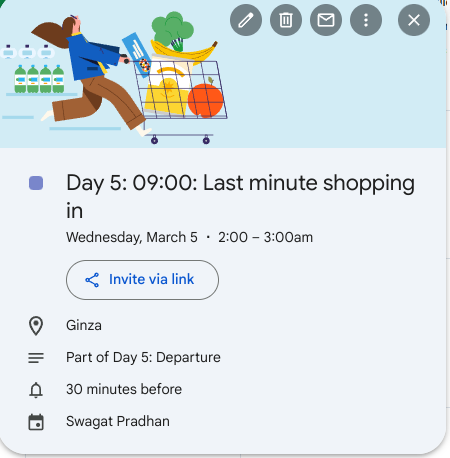 Day 5: 09:00: Last minute shopping
in
Wednesday, March 5 · 2:00 – 3:00am
Invite via link
Ginza
Part of Day 5: Departure
30 minutes before
Swagat Pradhan